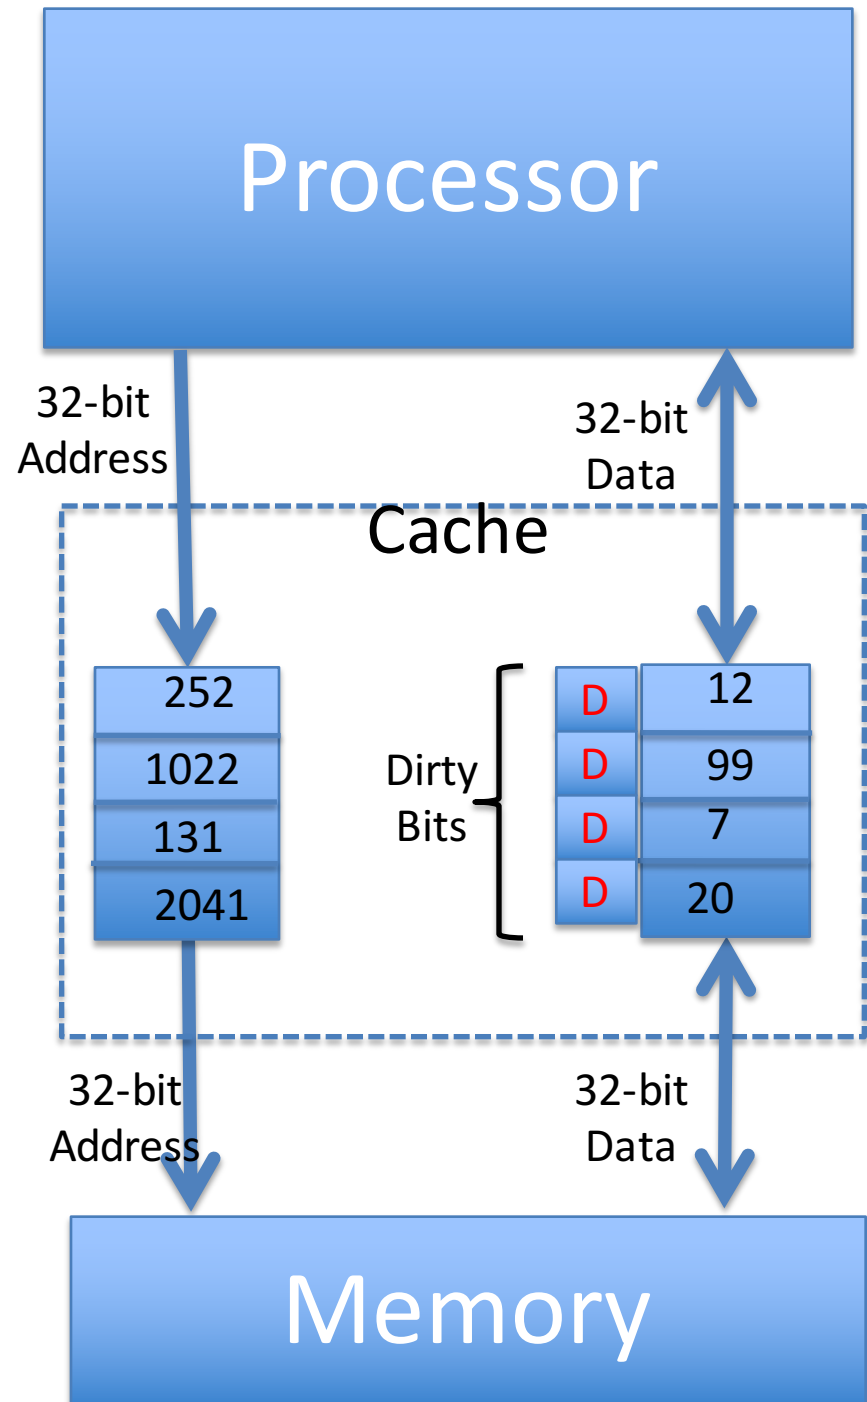 Processor
32-bit
Address
32-bit
Data
Cache
252
1022
131
2041
Dirty
Bits
D
D
D
D
12
99
7
20
32-bit
Address
32-bit
Data
Memory